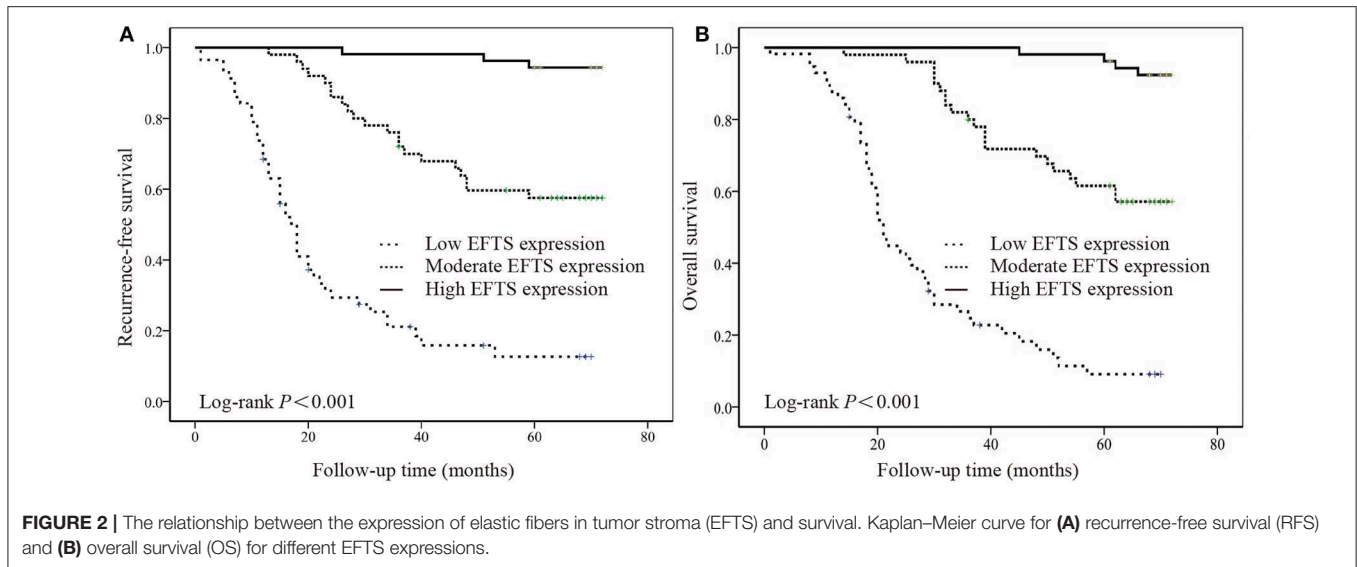 A
1.0
0.8
0.6
0.4
0.2
0.0
Recurrence-free survival
Low EFTS expression
Moderate EFTS expression
High EFTS expression
Log-rank P<0.001
0 20 40 60 80
Follow-up time (months)
B
1.0
0.8
0.6
0.4
0.2
0.0
Overall survival
Low EFTS expression
Moderate EFTS expression
High EFTS expression
Log-rank P<0.001
0 20 40 60 80
Follow-up time (months)
FIGURE 2 | The relationship between the expression of elastic fibers in tumor stroma (EFTS) and survival. Kaplan–Meier curve for (A) recurrence-free survival (RFS)
and (B) overall survival (OS) for different EFTS expressions.